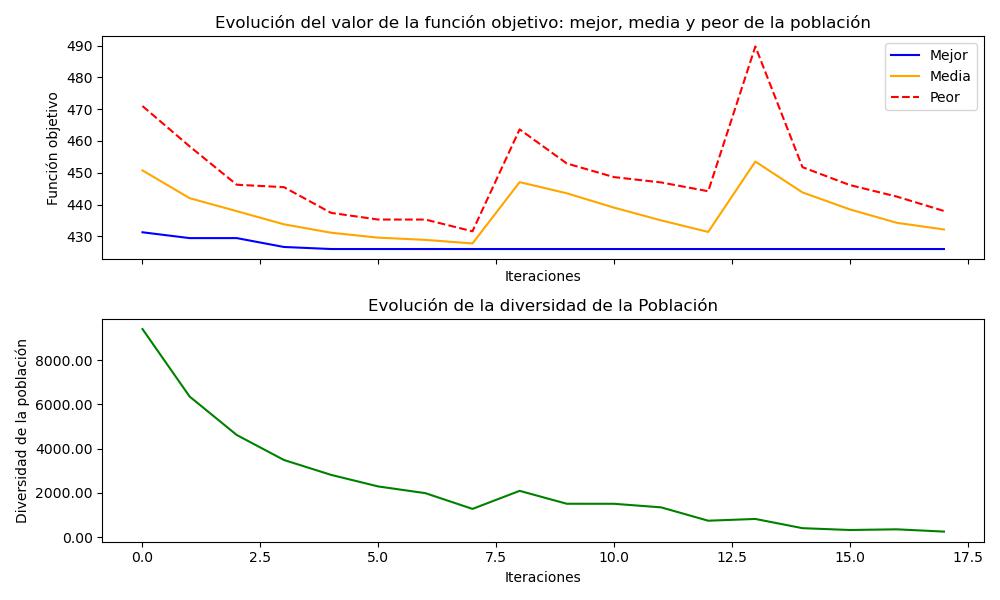 Evolución del valor de la función objetivo: mejor, media y peor de la población
Función objetivo
490
480
470
460
450
440
430
Mejor
Media
Peor
Iteraciones
Evolución de la diversidad de la Población
Diversidad de la población
8000.00
6000.00
4000.00
2000.00
0.00
0.0 2.5 5.0 7.5 10.0 12.5 15.0 17.5
Iteraciones